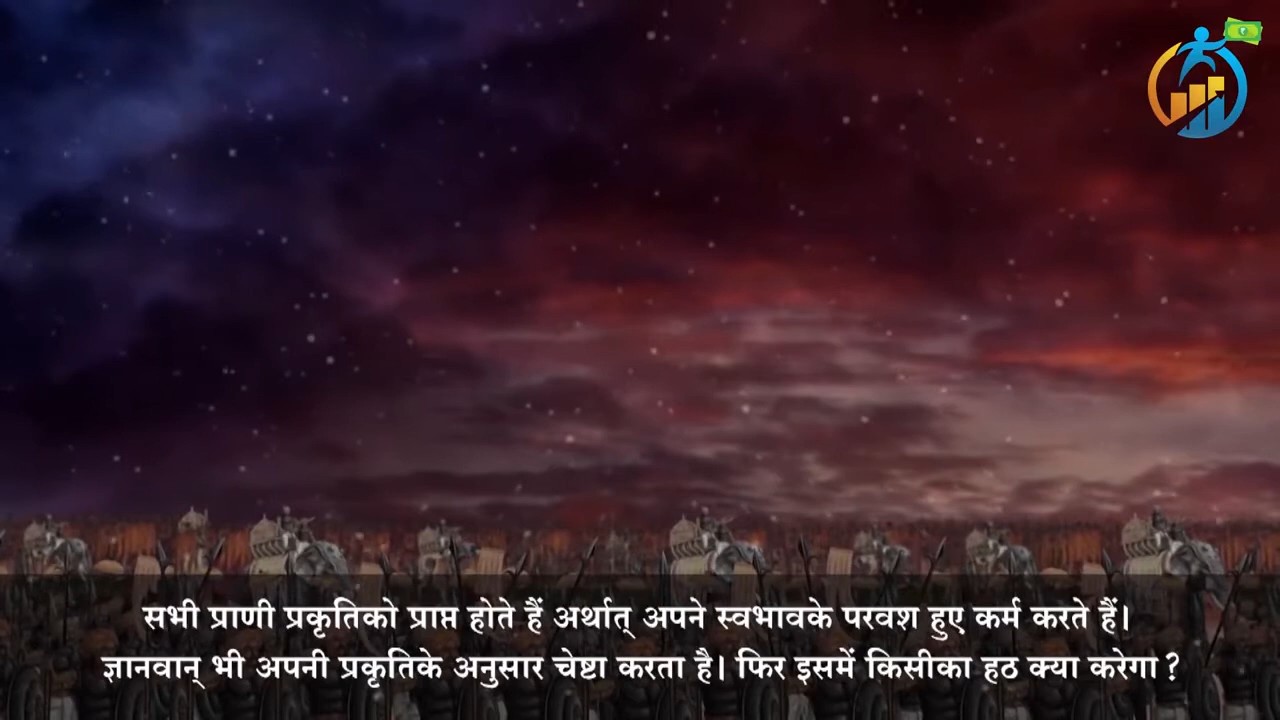 सभी प्राणी प्रकृतिको प्राप्त होते हैं अर्थात् अपने स्वभावके परवश हुए कर्म करते हैं।
ज्ञानवान् भी अपनी प्रकृतिके अनुसार चेष्टा करता है। फिर इसमें किसीका हठ क्या करेगा?